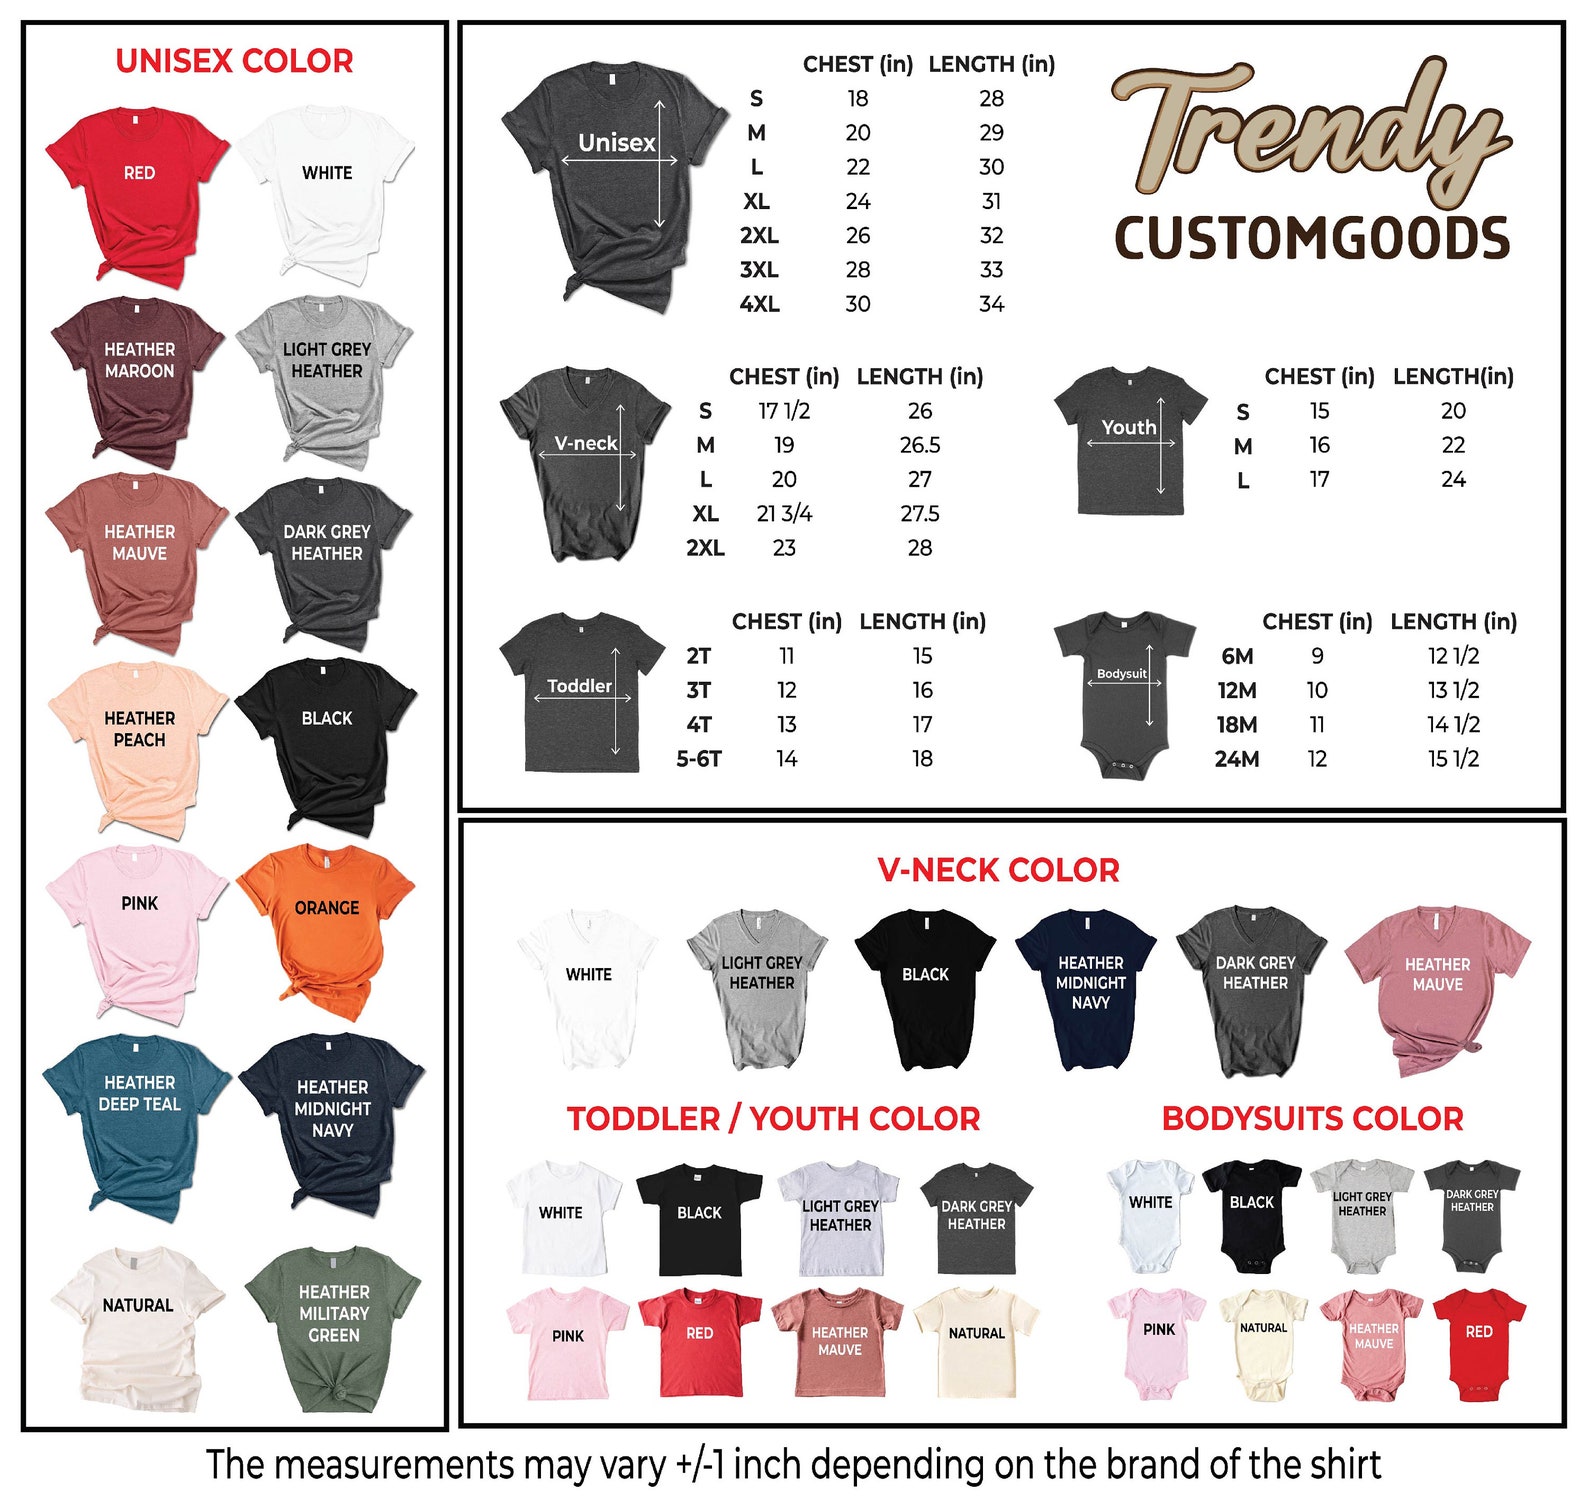 UNISEX COLOR
RED
WHITE
HEATHER
MAROON
LIGHT GREY
HEATHER
HEATHER
MAUVE
DARK GREY
HEATHER
HEATHER
PEACH
BLACK
PINK
ORANGE
HEATHER
DEEP TEAL
HEATHER
MIDNIGHT
NAVY
NATURAL
HEATHER
MILITARY
GREEN
Unisex
CHEST (in) LENGTH (in)
S 18 28
M 20 29
L 22 30
XL 24 31
2XL 26 32
3XL 28 33
4XL 30 34
Trendy
CUSTOMGOODS
V-neck
CHEST (in) LENGTH (in)
S 17 1/2 26
M 19 26.5
L 20 27
XL 21 3/4 27.5
2XL 23 28
Youth
CHEST (in) LENGTH(in)
S 15 20
M 16 22
L 17 24
Toddler
CHEST (in) LENGTH (in)
2T 11 15
3T 12 16
4T 13 17
5-6T 14 18
Bodysuit
CHEST (in) LENGTH (in)
6M 9 12 1/2
12M 10 13 1/2
18M 11 14 1/2
24M 12 15 1/2
V-NECK COLOR
WHITE
LIGHT GREY
HEATHER
BLACK
HEATHER
MIDNIGHT
NAVY
DARK GREY
HEATHER
HEATHER
MAUVE
TODDLER / YOUTH COLOR
WHITE
BLACK
LIGHT GREY
HEATHER
DARK GREY
HEATHER
PINK
RED
HEATHER
MAUVE
NATURAL
BODYSUITS COLOR
WHITE
BLACK
LIGHT GREY
HEATHER
DARK GREY
HEATHER
PINK
NATURAL
HEATHER
MAUVE
RED
The measurements may vary +/-1 inch depending on the brand of the shirt